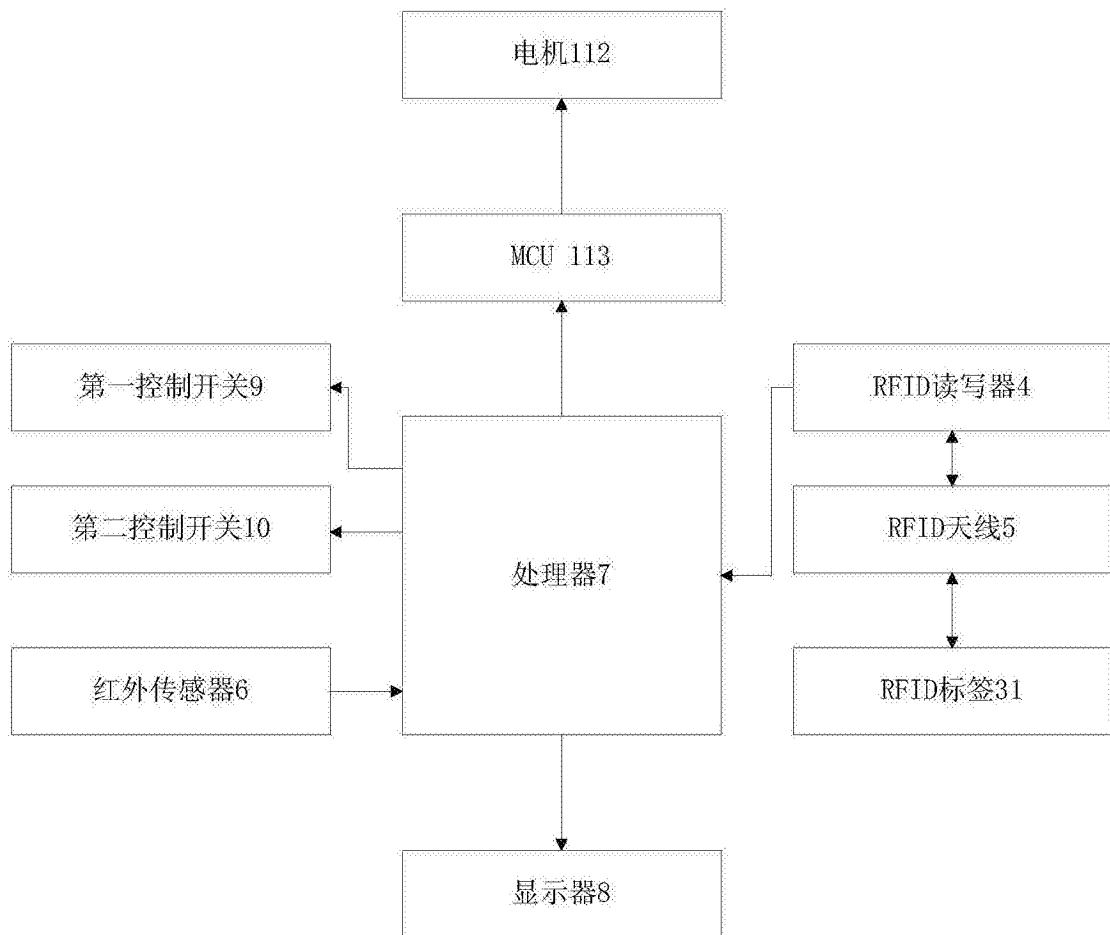 电机112
MCU 113
第一控制开关9
RFID读写器4
第二控制开关10
RFID天线5
处理器7
红外传感器6
RFID标签31
显示器8